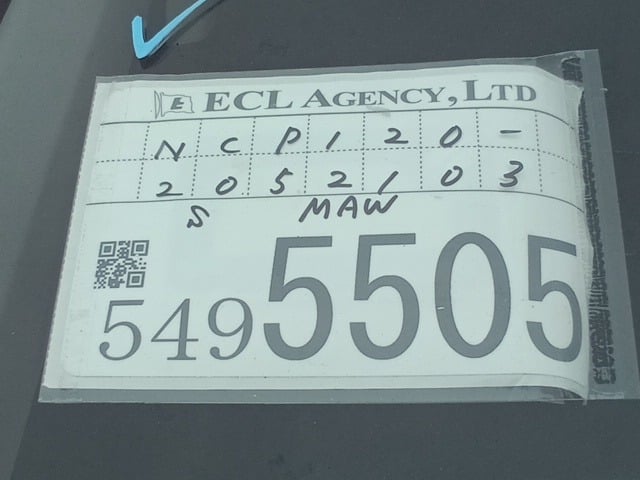 E ECL AGENCY, LTD
NCP120-
2052103
S MAW
5495505